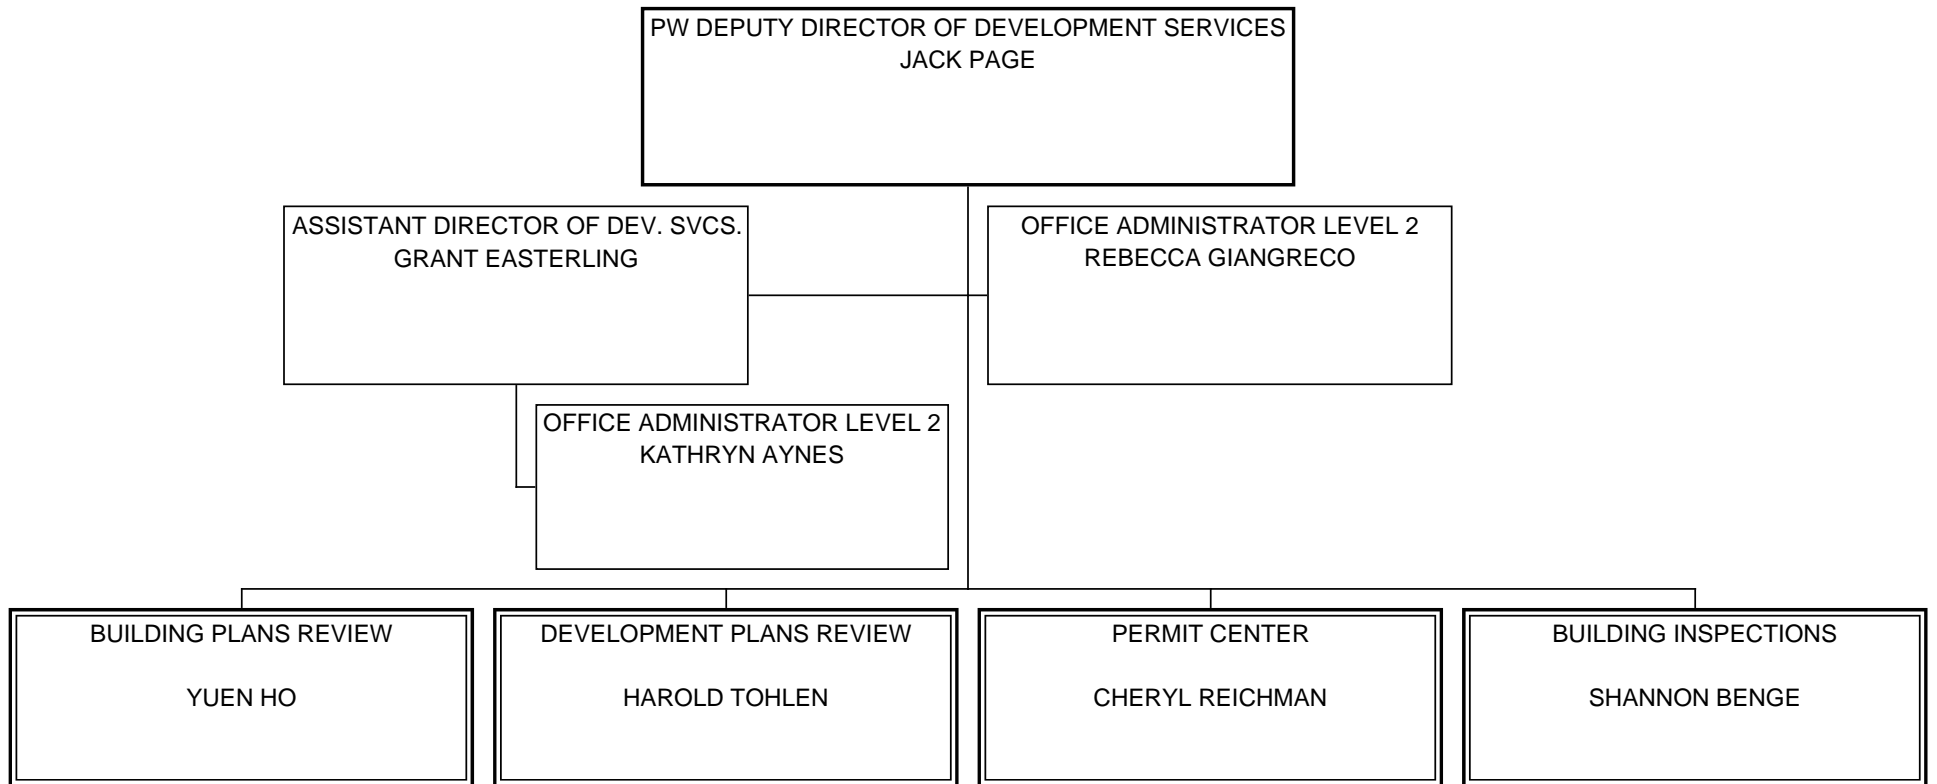 PW DEPUTY DIRECTOR OF DEVELOPMENT SERVICES
JACK PAGE
ASSISTANT DIRECTOR OF DEV. SVCS.
GRANT EASTERLING
OFFICE ADMINISTRATOR LEVEL 2
REBECCA GIANGRECO
OFFICE ADMINISTRATOR LEVEL 2
KATHRYN AYNES
BUILDING PLANS REVIEW
YUEN HO
DEVELOPMENT PLANS REVIEW
HAROLD TOHLEN
PERMIT CENTER
CHERYL REICHMAN
BUILDING INSPECTIONS
SHANNON BENGE